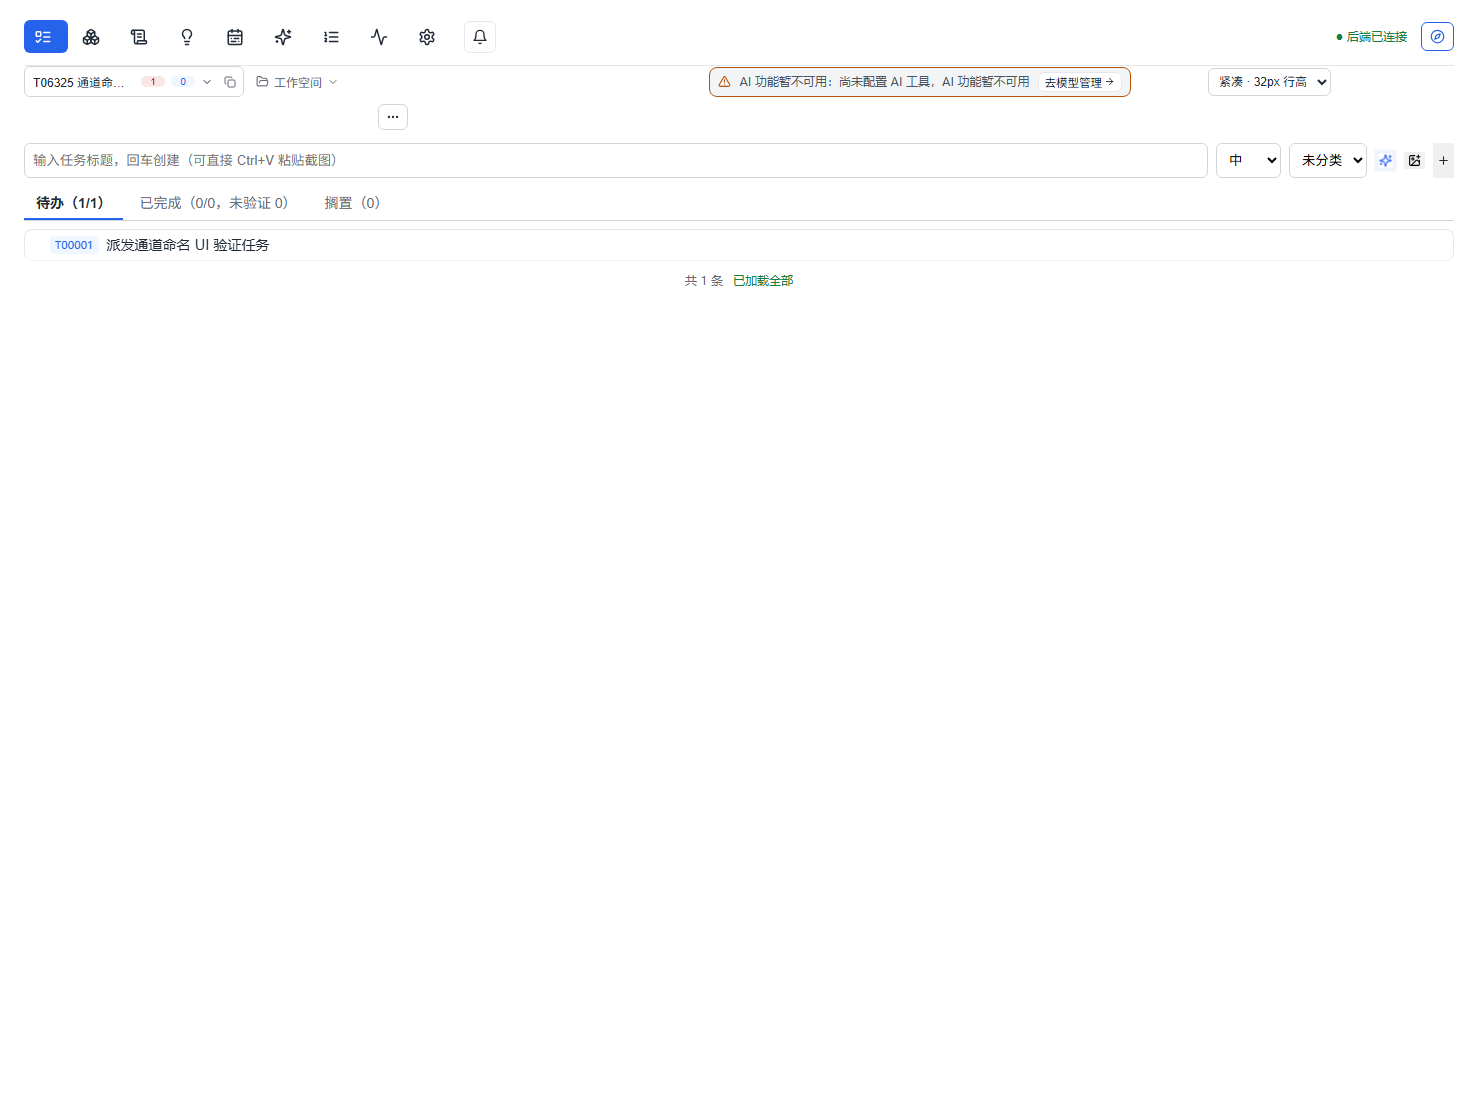 后端已连接
T06325 通道命... 1 0 工作空间 AI 功能暂不可用：尚未配置 AI 工具，AI 功能暂不可用 去模型管理 紧凑 · 32px 行高
输入任务标题，回车创建（可直接 Ctrl+V 粘贴截图） 中 未分类
待办（1/1） 已完成（0/0，未验证 0） 搁置（0）
T00001 派发通道命名 UI 验证任务
共 1 条 已加载全部